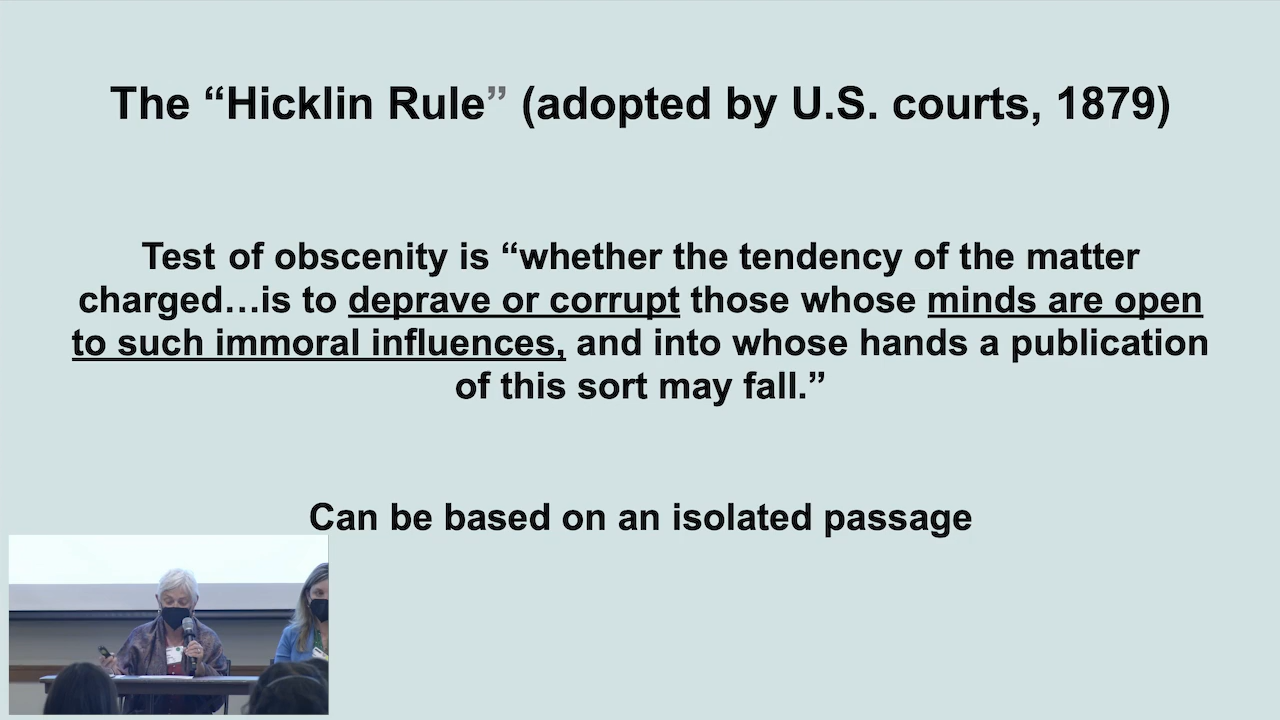 The “Hicklin Rule” (adopted by U.S. courts, 1879)
Test of obscenity is “whether the tendency of the matter
charged…is to deprave or corrupt those whose minds are open
to such immoral influences, and into whose hands a publication
of this sort may fall.”
Can be based on an isolated passage